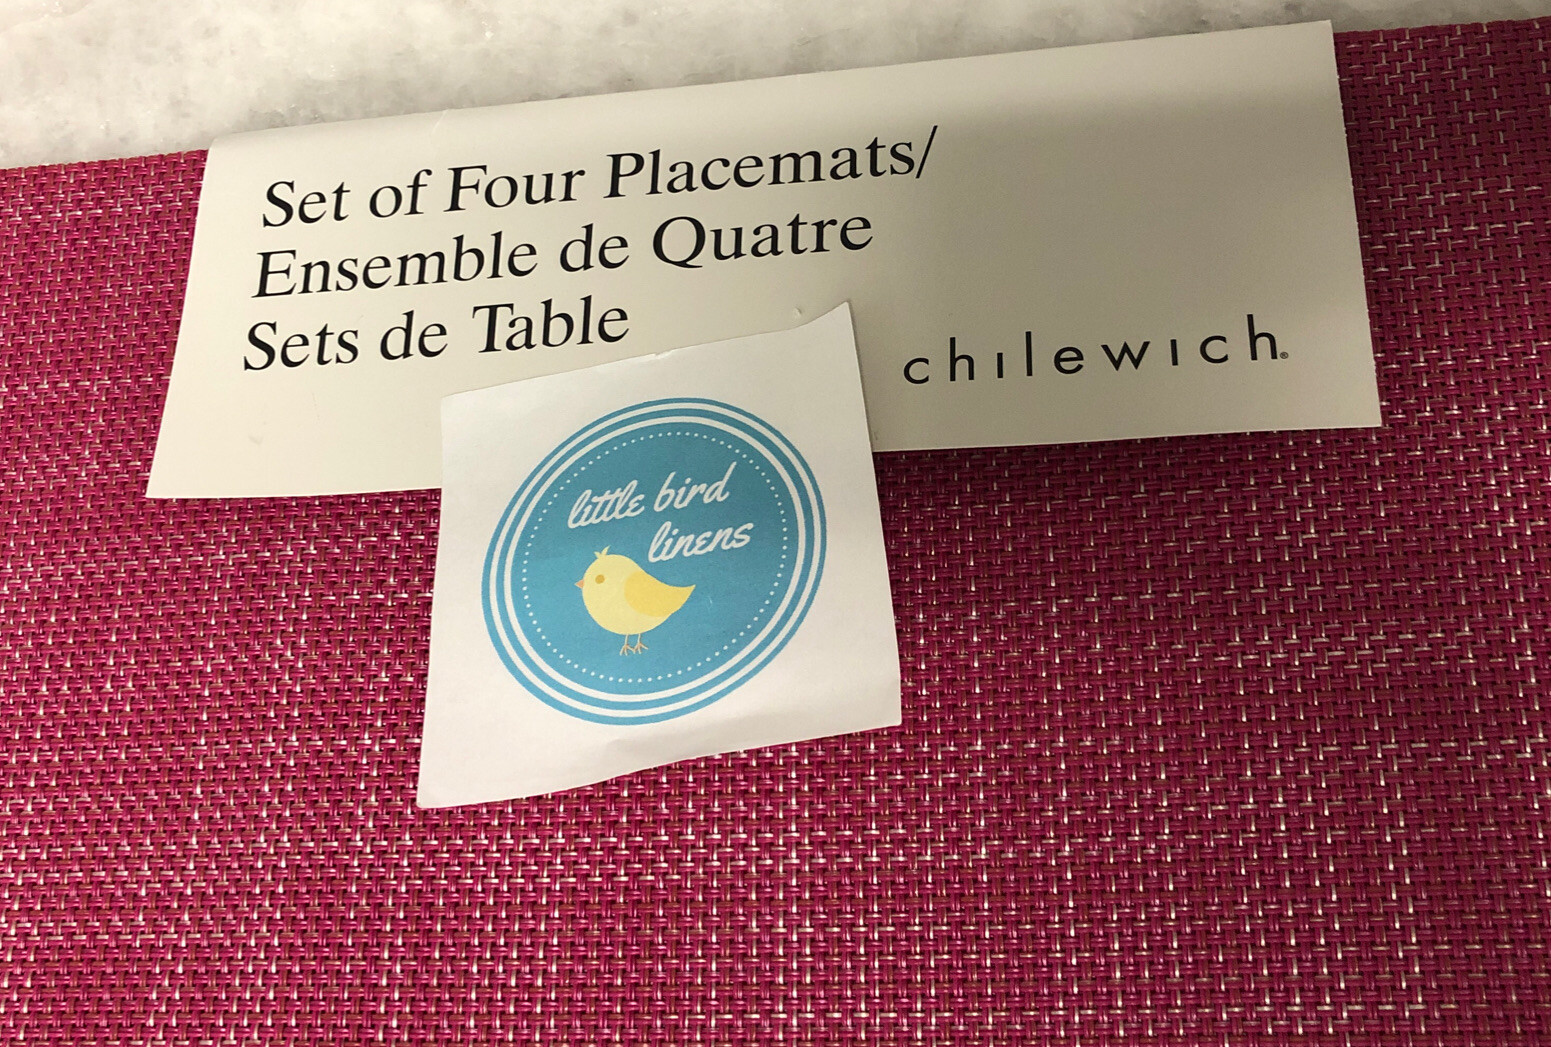 Set of Four Placemats/
Ensemble de Quatre
Sets de Table
chilewich®
little bird
linens